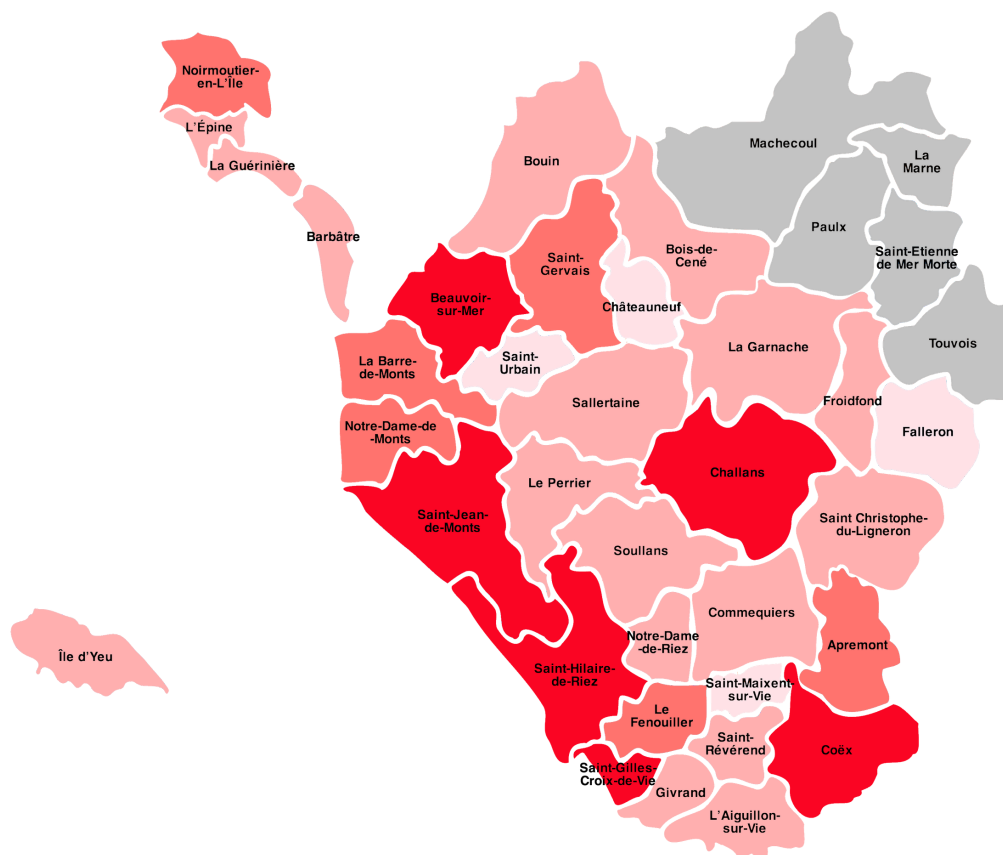 Noirmoutier-
en-L'Île
L'Épine
La Guérinière
Barbâtre
Bouin
Machecoul
La
Marne
Paulx
Saint-Etienne
de Mer Morte
Touvois
Bois-de-
Cené
Saint-
Gervais
Châteauneuf
Beauvoir-
sur-Mer
La Barre-
de-Monts
Saint-
Urbain
La Garnache
Sallertaine
Froidfond
Falleron
Notre-Dame-de-
-Monts
Challans
Le Perrier
Saint-Jean-
de-Monts
Saint Christophe-
du-Ligneron
Soullans
Commequiers
Notre-Dame
-de-Riez
Apremont
Île d'Yeu
Saint-Hilaire-
de-Riez
Saint-Maixent-
sur-Vie
Le
Fenouiller
Saint-
Révérend
Coëx
Saint-Gilles-
Croix-de-Vie
Givrand
L'Aiguillon-
sur-Vie